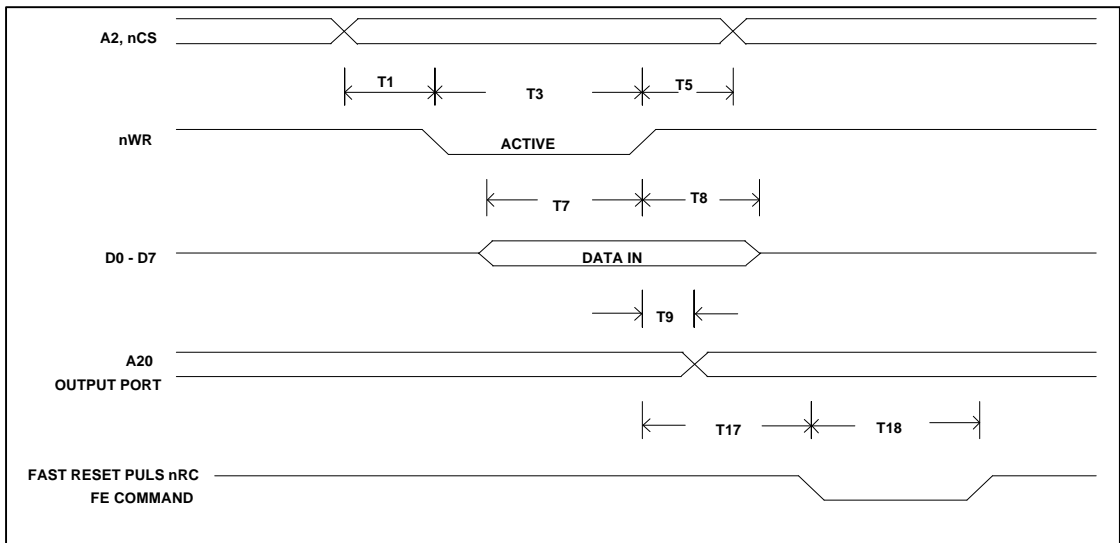 A2, nCS
T1
T3
T5
nWR
ACTIVE
T7
T8
D0 - D7
DATA IN
T9
A20
OUTPUT PORT
T17
T18
FAST RESET PULS nRC
FE COMMAND